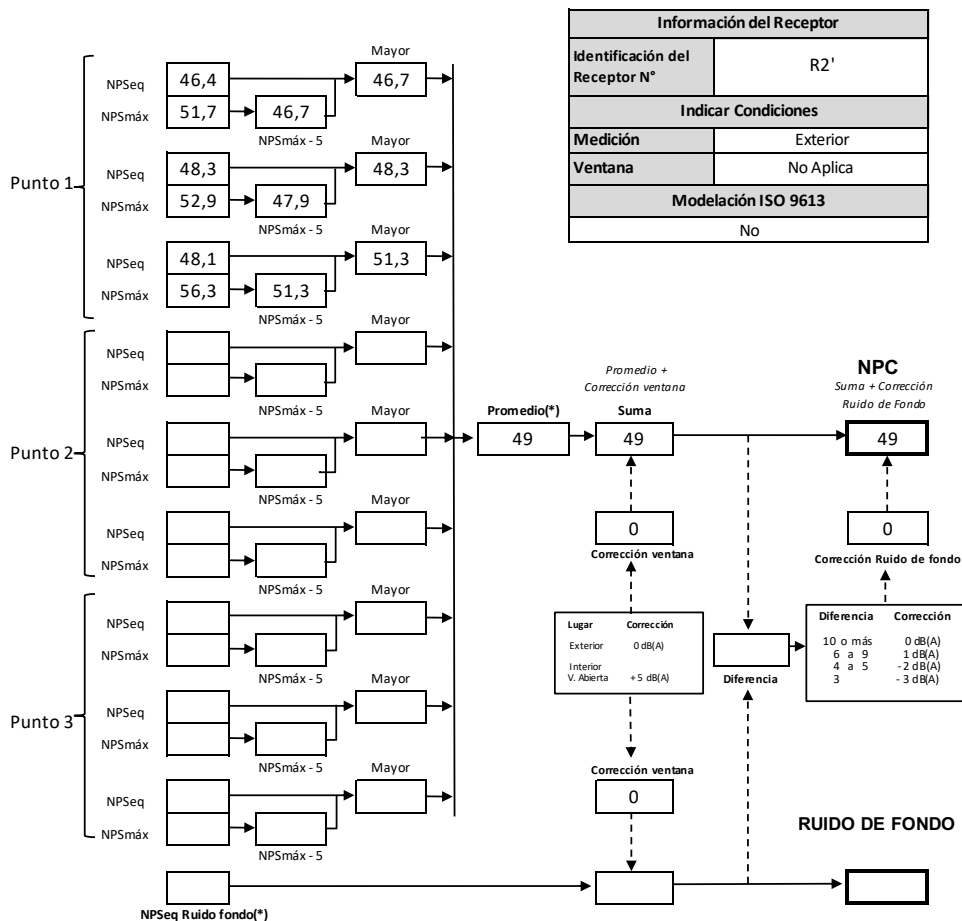 Información del Receptor
Identificación del Receptor N°
R2'
Indicar Condiciones
Medición Exterior
Ventana No Aplica
Modelación ISO 9613
No
Punto 1
Mayor
NPSeq 46,4 46,7
NPSmáx 51,7 46,7
NPSmáx - 5
Mayor
NPSeq 48,3 48,3
NPSmáx 52,9 47,9
NPSmáx - 5
Mayor
NPSeq 48,1 51,3
NPSmáx 56,3 51,3
NPSmáx - 5
Punto 2
Mayor
NPSeq
NPSmáx
NPSmáx - 5
Mayor
NPSeq
NPSmáx
NPSmáx - 5
Mayor
NPSeq
NPSmáx
NPSmáx - 5
Punto 3
Mayor
NPSeq
NPSmáx
NPSmáx - 5
Mayor
NPSeq
NPSmáx
NPSmáx - 5
Mayor
NPSeq
NPSmáx
NPSmáx - 5
NPSeq Ruido fondo(*)
Promedio(*)
49
Promedio +
Corrección ventana
Suma
49
0
Corrección ventana
Lugar Corrección
Exterior 0 dB(A)
Interior
V. Abierta +5 dB(A)
Corrección ventana
0
Diferencia
NPC
Suma + Corrección
Ruido de Fondo
49
0
Corrección Ruido de fondo
Diferencia Corrección
10 o más 0 dB(A)
6 a 9 1 dB(A)
4 a 5 -2 dB(A)
3 - 3 dB(A)
RUIDO DE FONDO